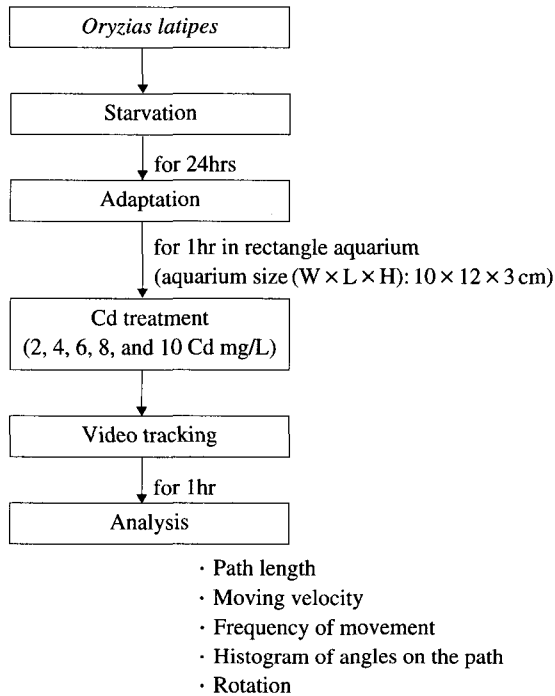 Oryzias latipes
Starvation
for 24hrs
Adaptation
for 1hr in rectangle aquarium
(aquarium size (W × L × H): 10 × 12 × 3 cm)
Cd treatment
(2, 4, 6, 8, and 10 Cd mg/L)
Video tracking
for 1hr
Analysis
· Path length
· Moving velocity
· Frequency of movement
· Histogram of angles on the path
· Rotation